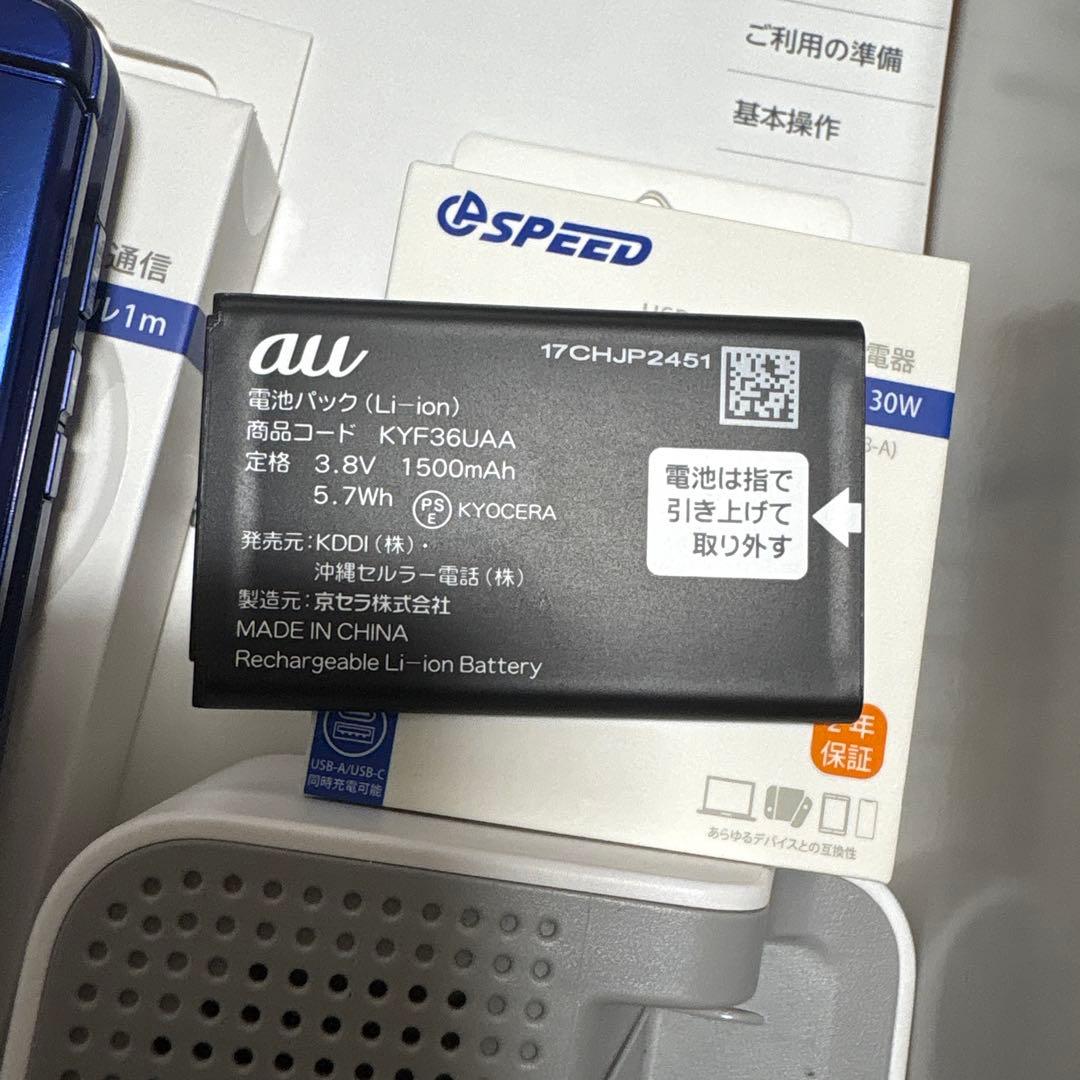 ご利用の準備
基本操作
SPEED
通信
ル1m
電器
30W
au
17CHJP2451
電池パック(Li-ion)
商品コード KYF36UAA
定格 3.8V 1500mAh
5.7Wh PSE KYOCERA
発売元:KDDI(株)・
沖縄セルラー電話(株)
製造元:京セラ株式会社
MADE IN CHINA
Rechargeable Li-ion Battery
電池は指で
引き上げて
取り外す
2年
保証
USB-A/USB-C
同時充電可能
あらゆるデバイスとの互換性